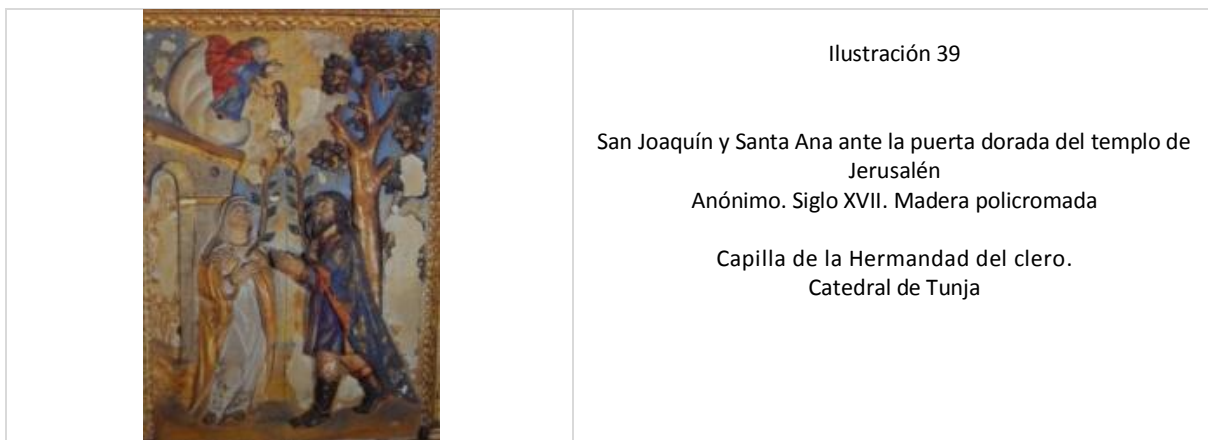 Ilustración 39
San Joaquín y Santa Ana ante la puerta dorada del templo de
Jerusalén
Anónimo. Siglo XVII. Madera policromada
Capilla de la Hermandad del clero.
Catedral de Tunja